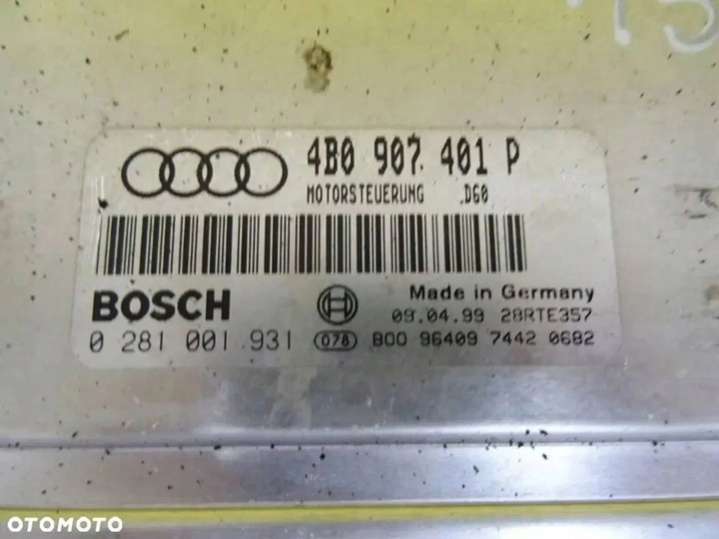 4B0 907 401 P
MOTORSTEUERUNG .D60
BOSCH
Made in Germany
09.04.99 28RTE357
0 281 001 931 078 BOO 96409 7442 0682
OTOMOTO